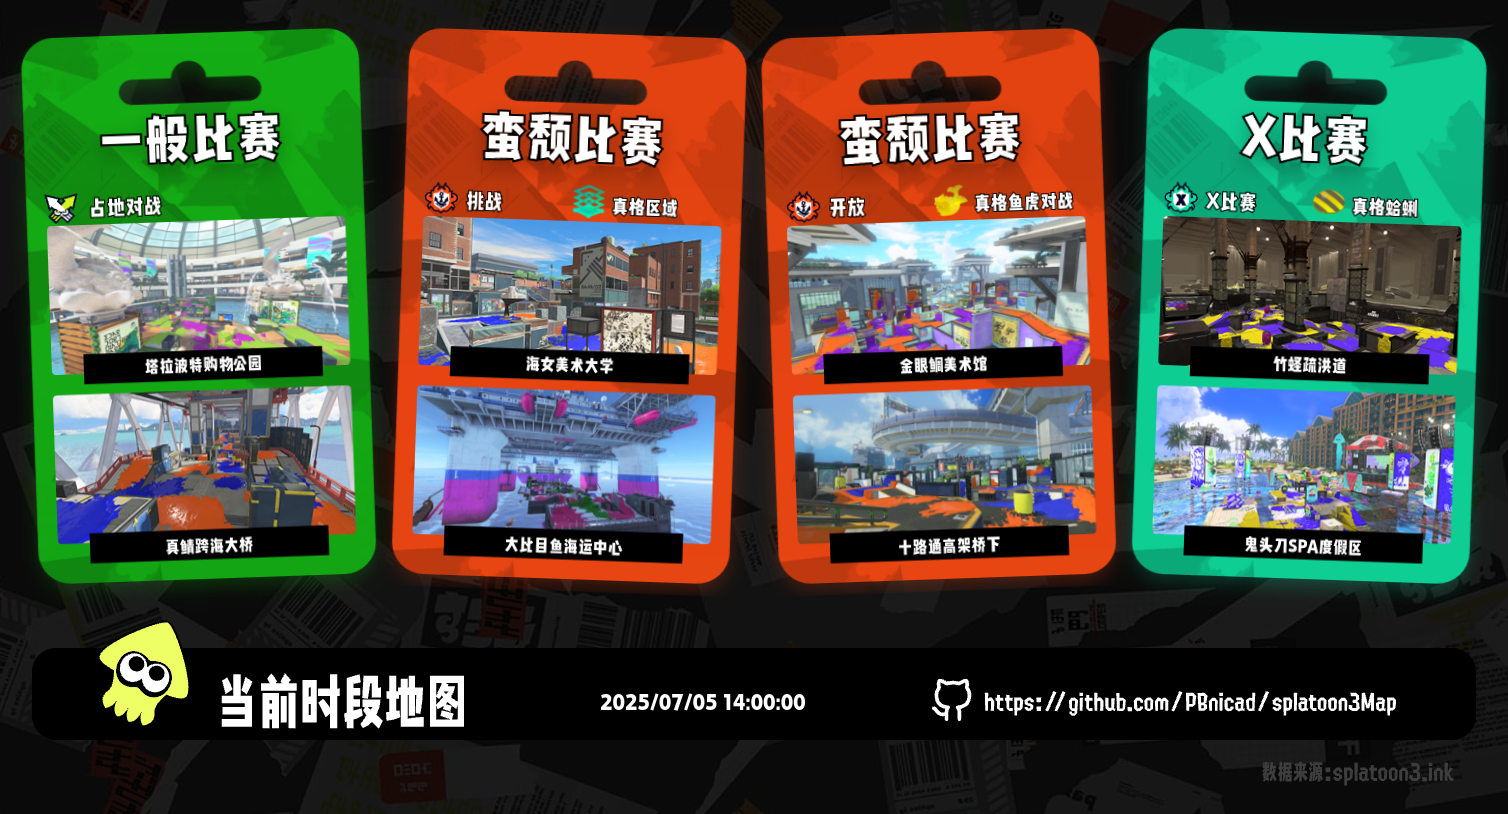 一般比赛
占地对战
塔拉波特购物公园
真鲭跨海大桥
蛮颓比赛
挑战
真格区域
海女美术大学
大比目鱼海运中心
蛮颓比赛
开放
真格鱼虎对战
金眼鲷美术馆
十路通高架桥下
X比赛
X比赛
真格蛤蜊
竹蛏疏洪道
鬼头刀SPA度假区
当前时段地图
2025/07/05 14:00:00
https://github.com/PBnicad/splatoon3Map
数据来源:splatoon3.ink